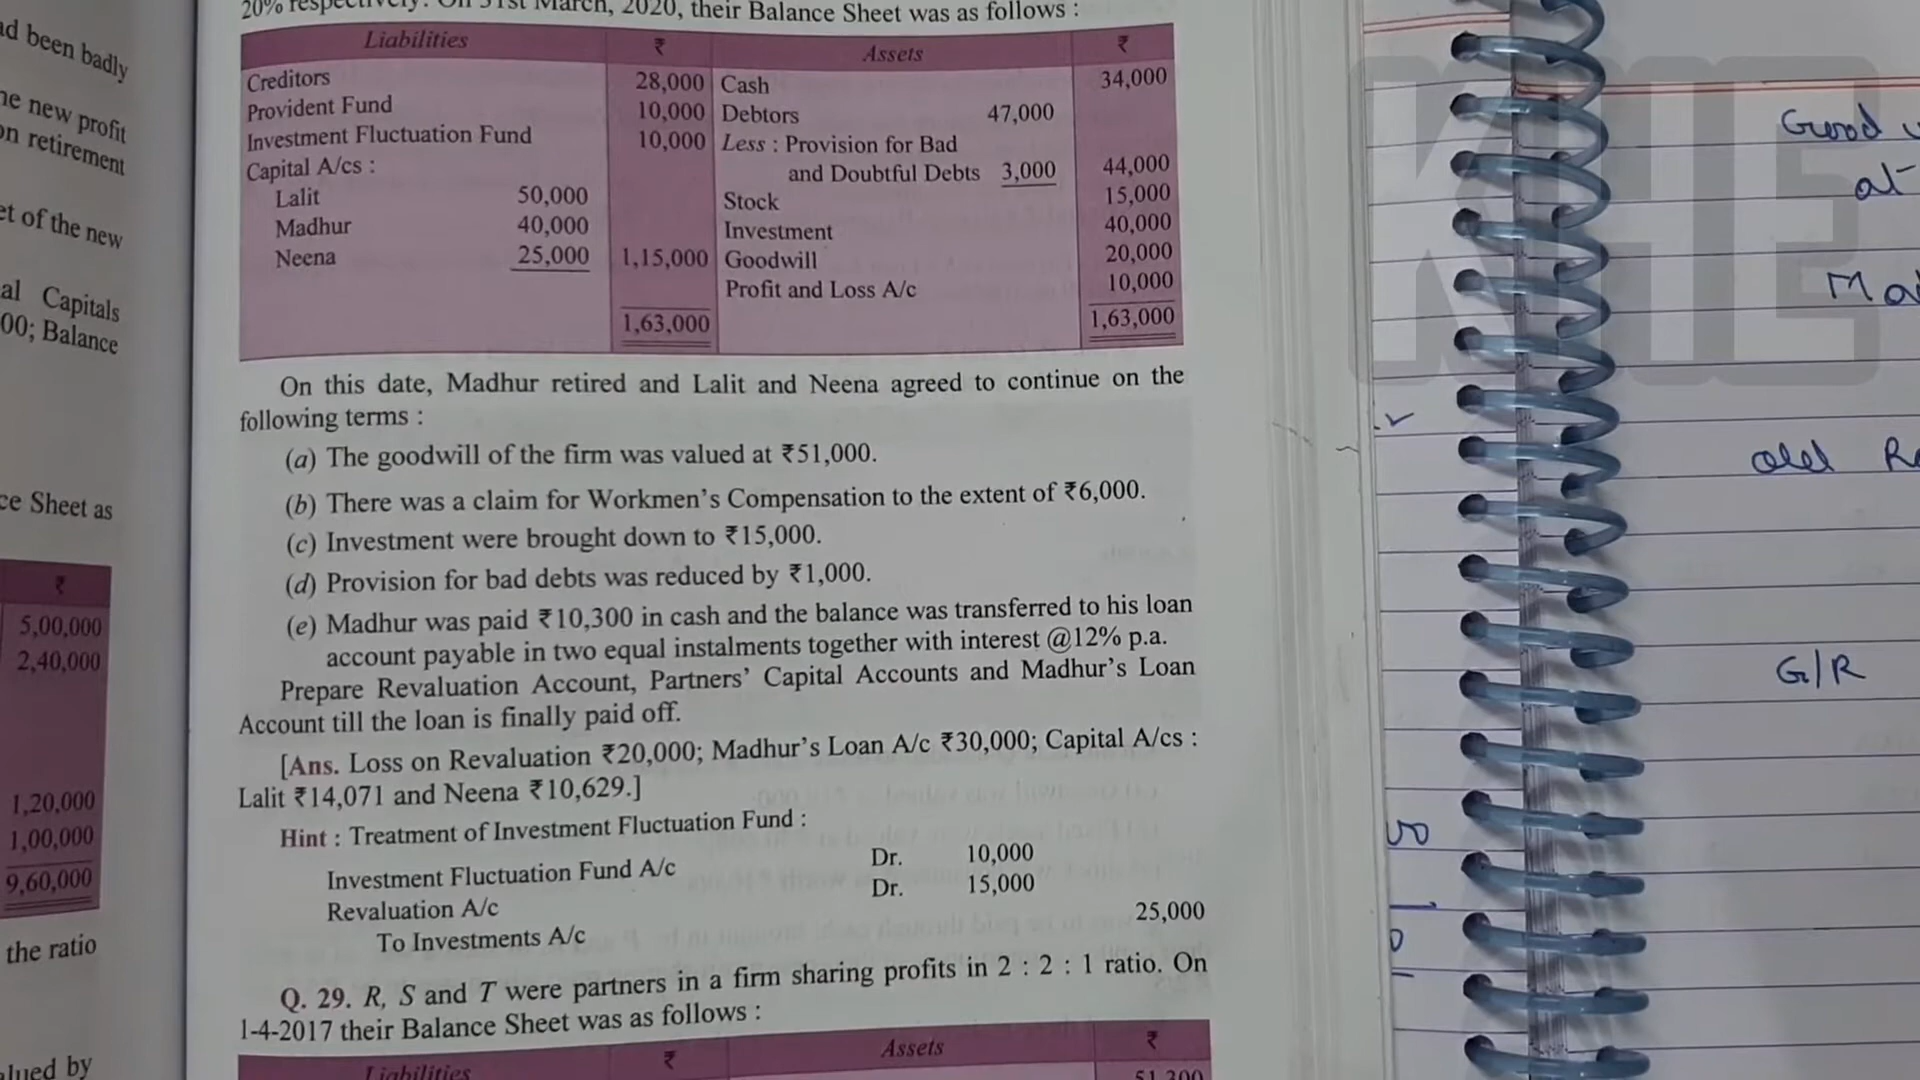 20% respectively. On 31st March, 2020, their Balance Sheet was as follows :
Liabilities ₹ Assets ₹
Creditors 28,000 Cash 34,000
Provident Fund 10,000 Debtors 47,000
Investment Fluctuation Fund 10,000 Less : Provision for Bad
Capital A/cs : and Doubtful Debts 3,000 44,000
Lalit 50,000 Stock 15,000
Madhur 40,000 Investment 40,000
Neena 25,000 1,15,000 Goodwill 20,000
Profit and Loss A/c 10,000
1,63,000 1,63,000
On this date, Madhur retired and Lalit and Neena agreed to continue on the
following terms :
(a) The goodwill of the firm was valued at ₹51,000.
(b) There was a claim for Workmen's Compensation to the extent of ₹6,000.
(c) Investment were brought down to ₹15,000.
(d) Provision for bad debts was reduced by ₹1,000.
(e) Madhur was paid ₹10,300 in cash and the balance was transferred to his loan
account payable in two equal instalments together with interest @12% p.a.
Prepare Revaluation Account, Partners' Capital Accounts and Madhur's Loan
Account till the loan is finally paid off.
[Ans. Loss on Revaluation ₹20,000; Madhur's Loan A/c ₹30,000; Capital A/cs :
Lalit ₹14,071 and Neena ₹10,629.]
Hint : Treatment of Investment Fluctuation Fund :
Investment Fluctuation Fund A/c Dr. 10,000
Revaluation A/c Dr. 15,000
To Investments A/c 25,000
Q. 29. R, S and T were partners in a firm sharing profits in 2 : 2 : 1 ratio. On
1-4-2017 their Balance Sheet was as follows :
Liabilities ₹ Assets ₹
51,300
been badly
new profit
retirement
of the new
Capitals
Balance
Sheet as
₹
5,00,000
2,40,000
1,20,000
1,00,000
9,60,000
the ratio
by
KHE
Good
at
old
G/R